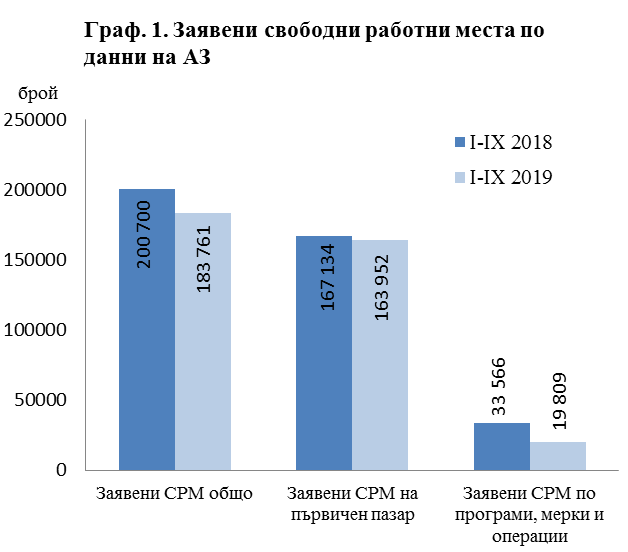 Граф. 1. Заявени свободни работни места по
данни на АЗ
брой
250000
200000
150000
100000
50000
0
I-IX 2018
I-IX 2019
200 700
183 761
167 134
163 952
33 566
19 809
Заявени СРМ общо
Заявени СРМ на
първичен пазар
Заявени СРМ по
програми, мерки и
операции